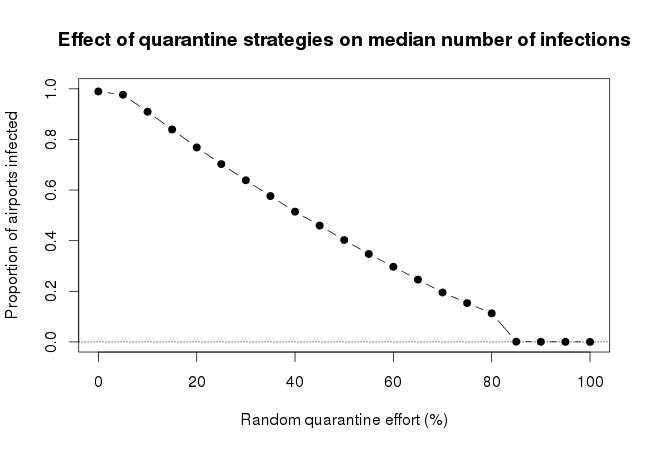 Effect of quarantine strategies on median number of infections
Proportion of airports infected
1.0
0.8
0.6
0.4
0.2
0.0
0 20 40 60 80 100
Random quarantine effort (%)